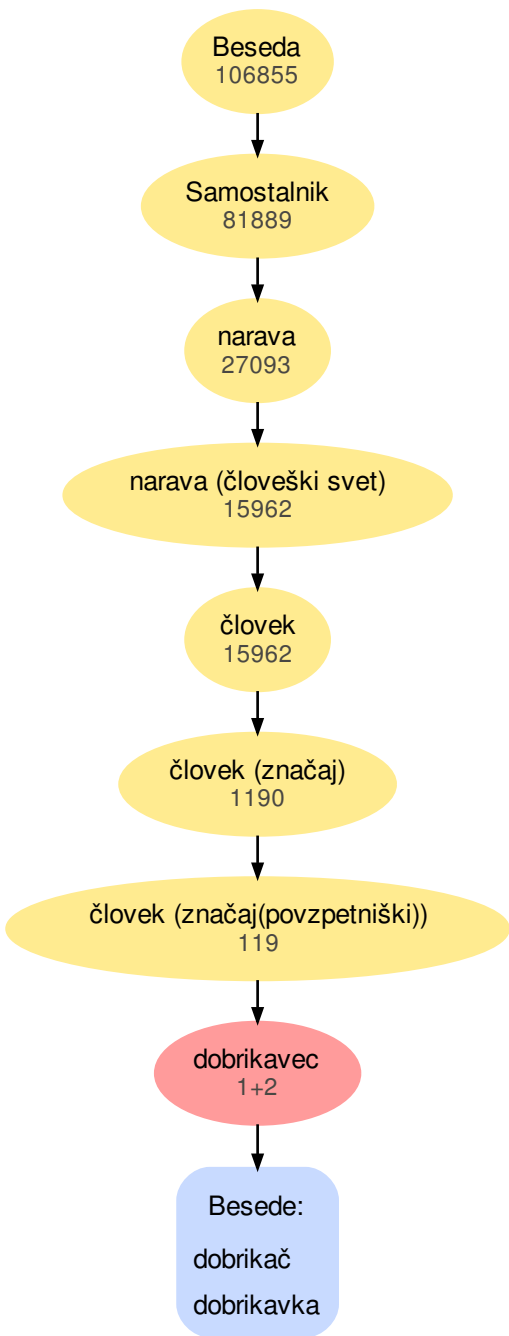 Beseda
106855
Samostalnik
81889
narava
27093
narava (človeški svet)
15962
človek
15962
človek (značaj)
1190
človek (značaj(povzpetniški))
119
dobrikavec
1+2
Besede:
dobrikač
dobrikavka